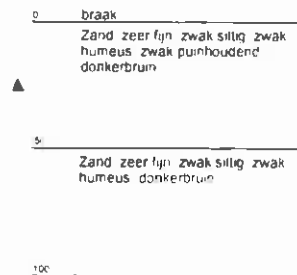 0 braak
Zand zeer fijn zwak siltig zwak
humeus zwak puinhoudend
donkerbruin
Zand zeer fijn zwak siltig zwak
humeus donkerbruin
100